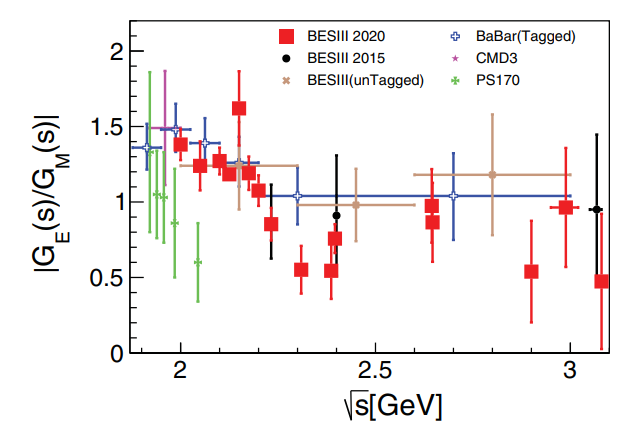 BESIII 2020
BESIII 2015
BESIII(unTagged)
BaBar(Tagged)
CMD3
PS170
|G_E(s)/G_M(s)|
2
1.5
1
0.5
0
2
2.5
3
√s[GeV]